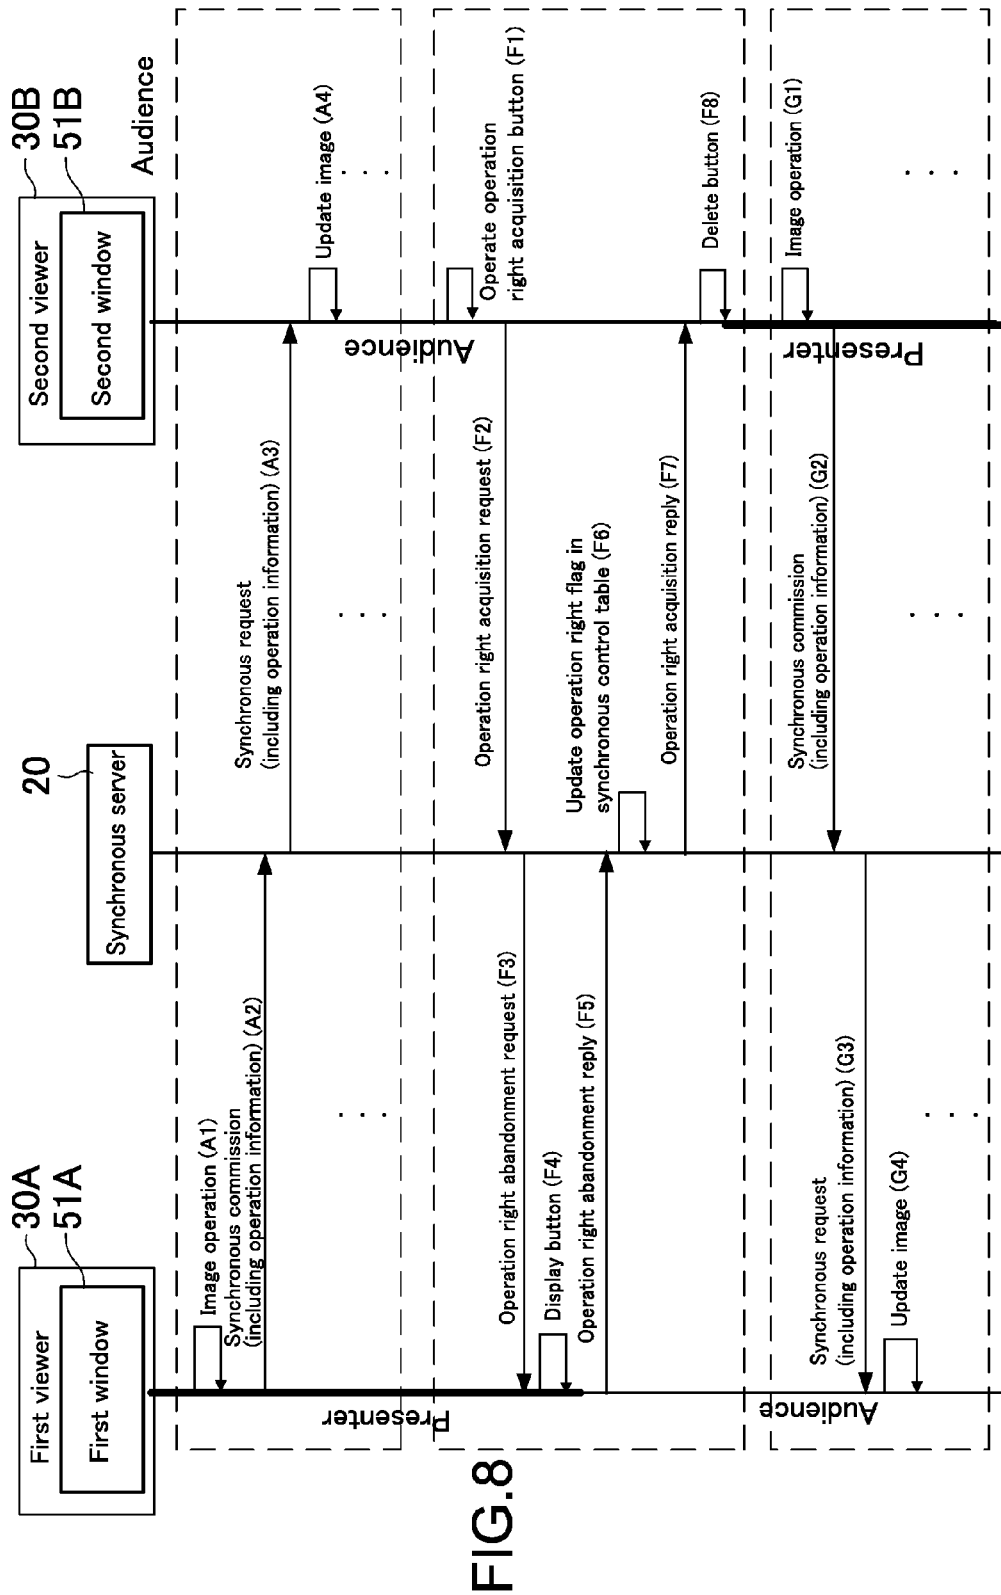 FIG.8
30A
51A
First viewer
First window
20
Synchronous server
30B
51B
Second viewer
Second window
Audience
Presenter
Image operation (A1)
Synchronous commission
(including operation information) (A2)
. . .
Synchronous request
(including operation information) (A3)
. . .
Update image (A4)
. . .
Audience
Operate operation
right acquisition button (F1)
Operation right acquisition request (F2)
Operation right abandonment request (F3)
Display button (F4)
Operation right abandonment reply (F5)
Update operation right flag in
synchronous control table (F6)
Operation right acquisition reply (F7)
Delete button (F8)
Presenter
Image operation (G1)
Synchronous commission
(including operation information) (G2)
. . .
Audience
Synchronous request
(including operation information) (G3)
Update image (G4)
. . .
. . .